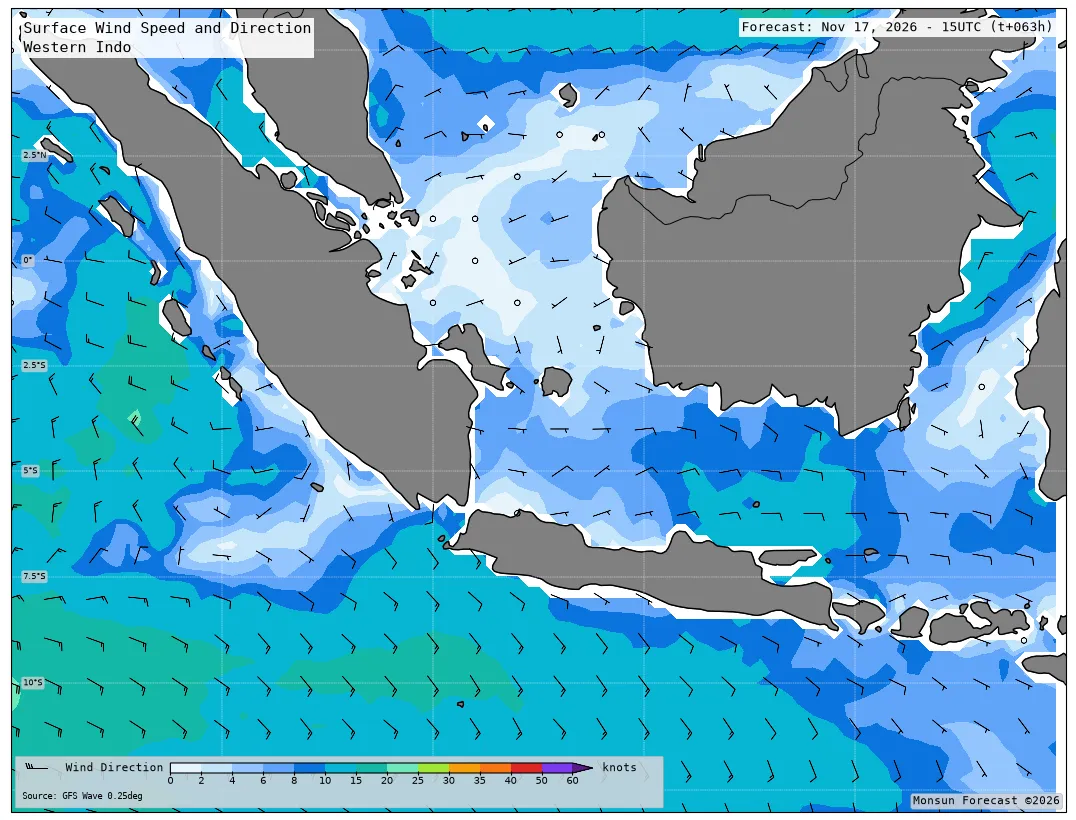 Surface Wind Speed and Direction
Western Indo
Forecast: Nov 17, 2026 - 15UTC (t+063h)
2.5°N
0°
2.5°S
5°S
7.5°S
10°S
Wind Direction
0 2 4 6 8 10 15 20 25 30 35 40 50 60
knots
Source: GFS Wave 0.25deg
Monsun Forecast ©2026